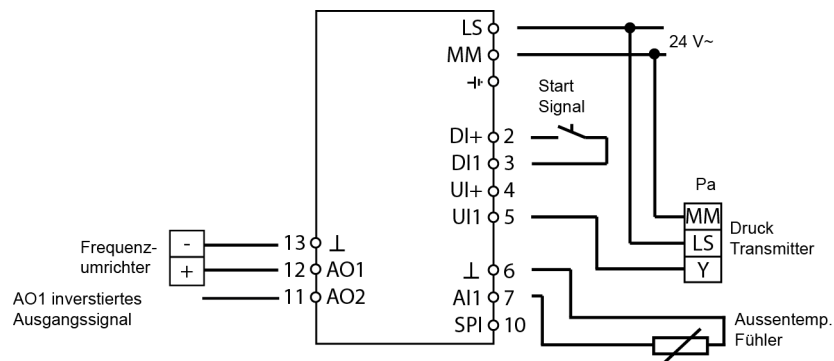 LS
MM
24 V~
Start
Signal
DI+ 2
DI1 3
UI+ 4
UI1 5
Pa
MM
LS
Y
Druck
Transmitter
Frequenz-
umrichter
-
+
13 ⊥
12 AO1
11 AO2
AO1 inverstiertes
Ausgangssignal
⊥ 6
AI1 7
SPI 10
Aussentemp.
Fühler